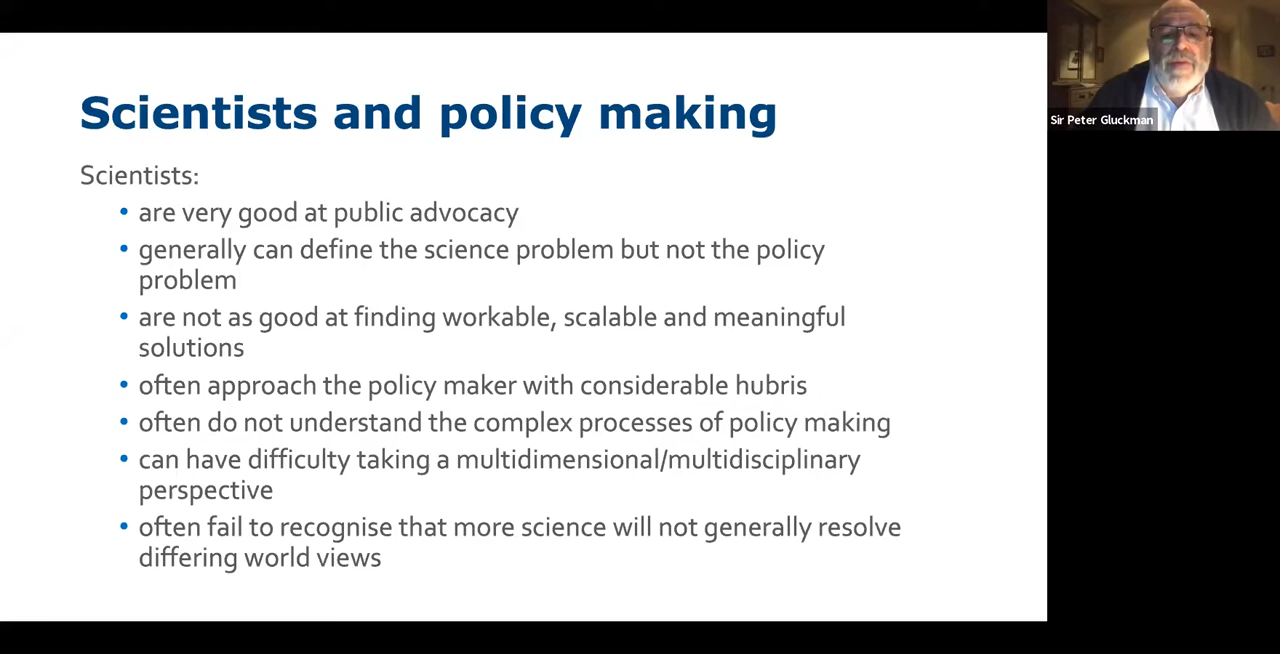 Scientists and policy making
Sir Peter Gluckman
Scientists:
• are very good at public advocacy
• generally can define the science problem but not the policy
problem
• are not as good at finding workable, scalable and meaningful
solutions
• often approach the policy maker with considerable hubris
• often do not understand the complex processes of policy making
• can have difficulty taking a multidimensional/multidisciplinary
perspective
• often fail to recognise that more science will not generally resolve
differing world views